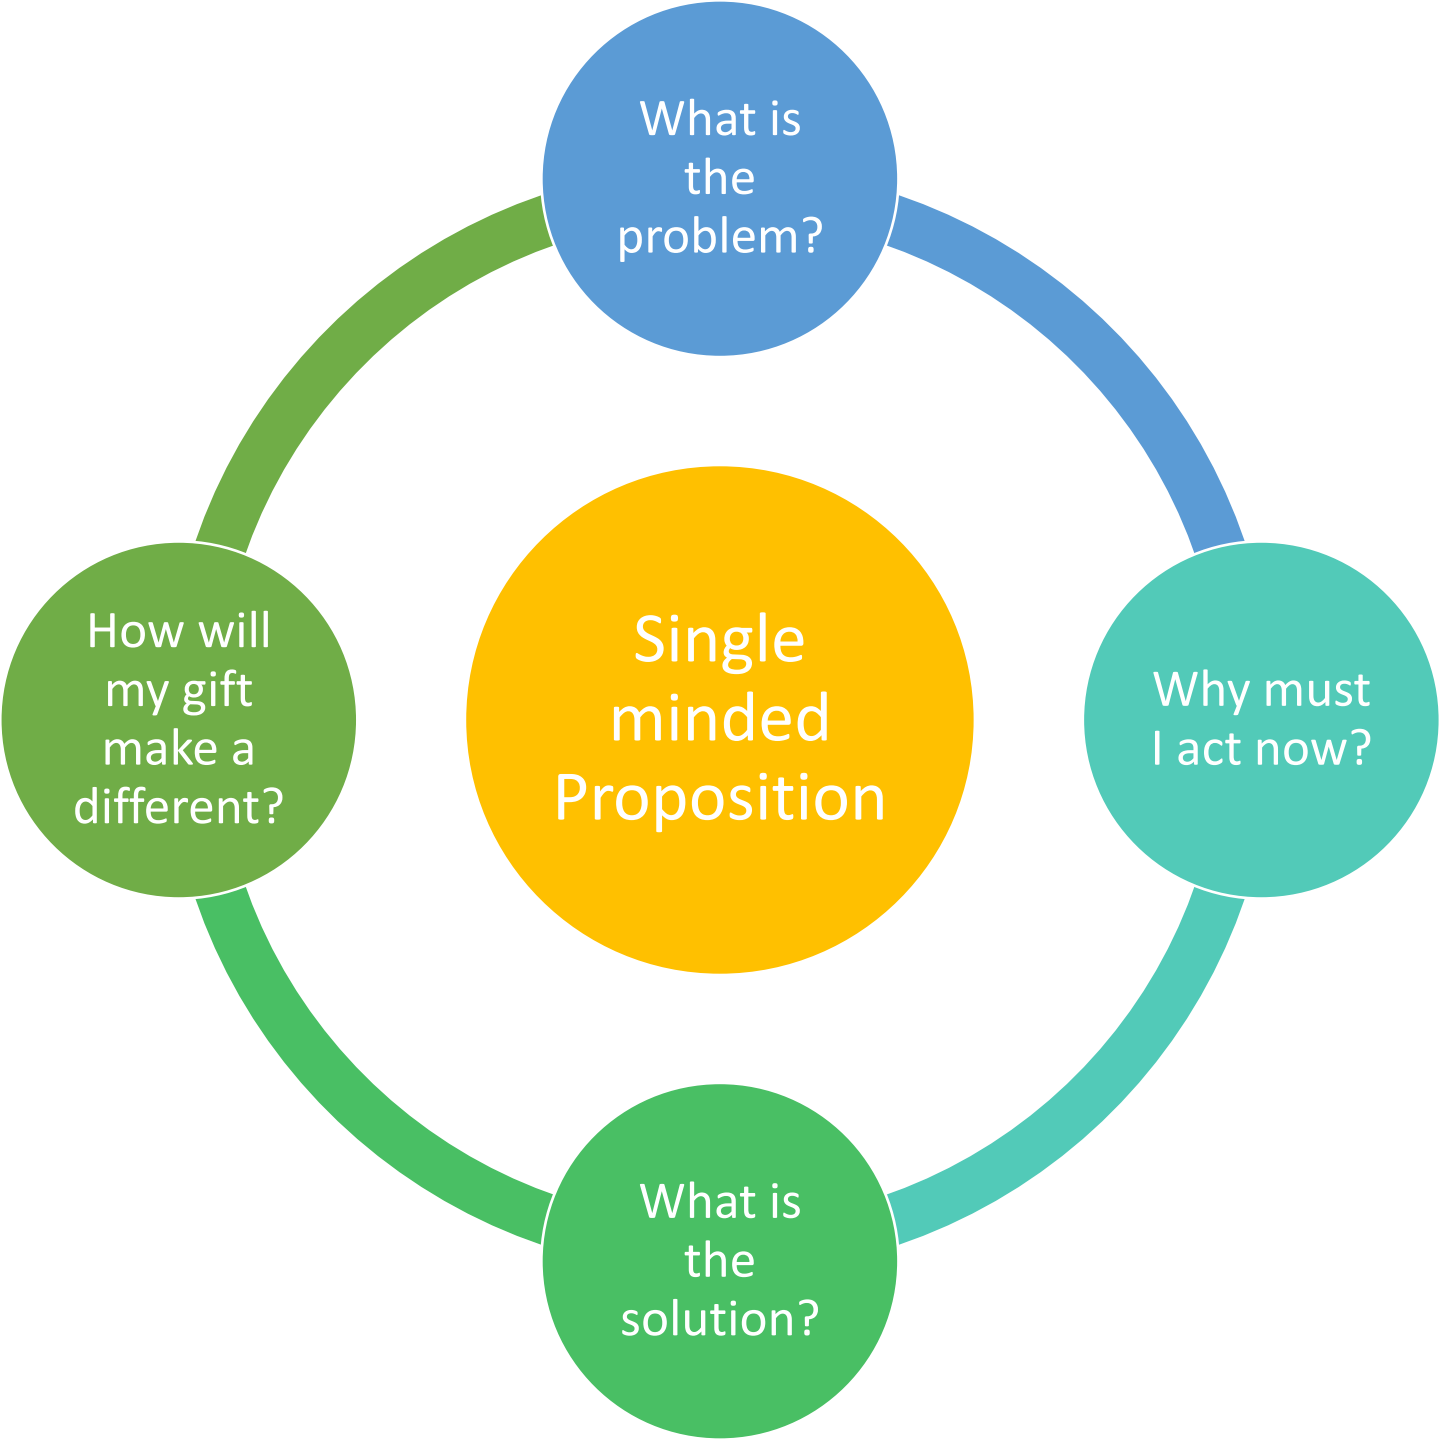 What is
the
problem?
Why must
I act now?
What is
the
solution?
How will
my gift
make a
different?
Single
minded
Proposition